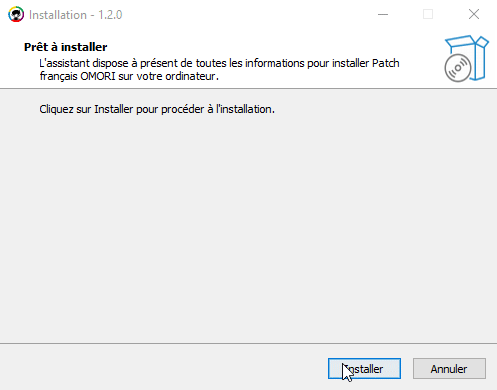 Installation - 1.2.0
Prêt à installer
L'assistant dispose à présent de toutes les informations pour installer Patch
français OMORI sur votre ordinateur.
Cliquez sur Installer pour procéder à l'installation.
Installer
Annuler